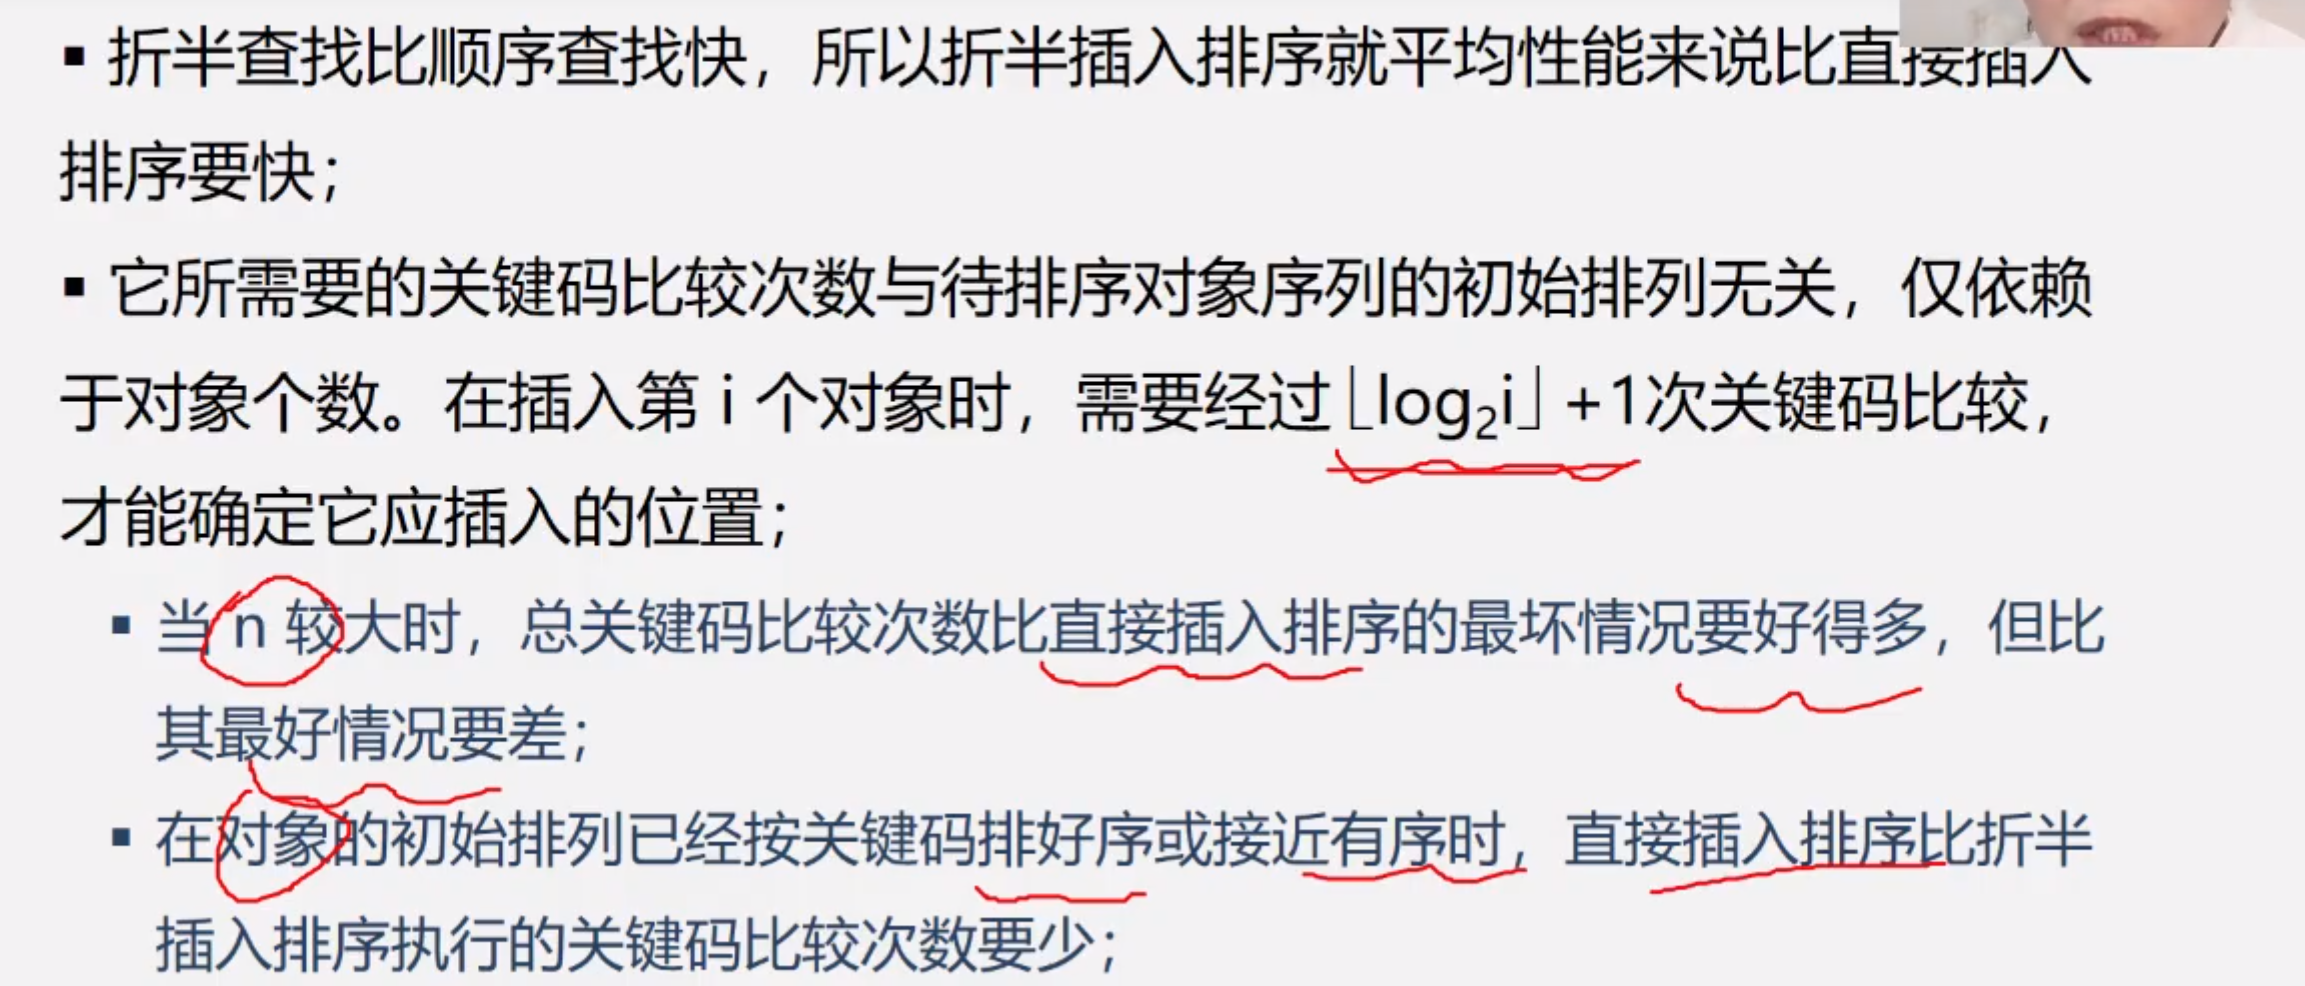 ▪ 折半查找比顺序查找快，所以折半插入排序就平均性能来说比直接插入
排序要快；
▪ 它所需要的关键码比较次数与待排序对象序列的初始排列无关，仅依赖
于对象个数。在插入第 i 个对象时，需要经过⌊log₂i⌋ +1次关键码比较，
才能确定它应插入的位置；
▪ 当 n 较大时，总关键码比较次数比直接插入排序的最坏情况要好得多，但比
其最好情况要差；
▪ 在对象的初始排列已经按关键码排好序或接近有序时，直接插入排序比折半
插入排序执行的关键码比较次数要少；